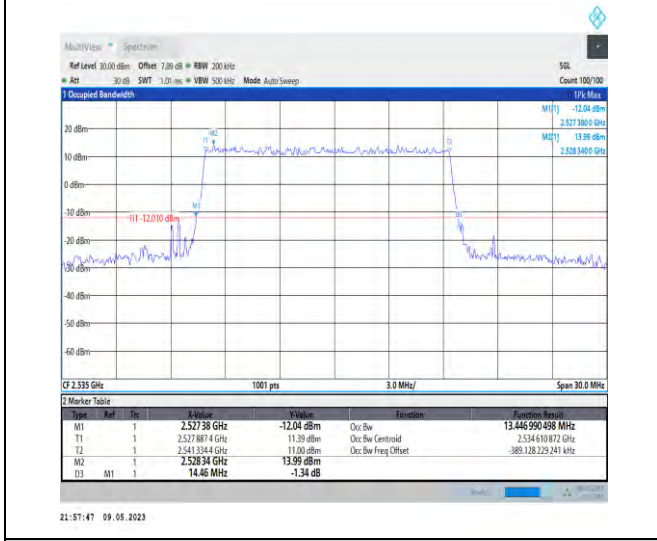 MultiView Spectrum
Ref Level 30.00 dBm Offset 7.89 dB RBW 200 kHz SGL
Att 30 dB SWT 1.01 ms VBW 500 kHz Mode Auto Sweep Count 100/100
1 Occupied Bandwidth 1Pk Max
M1[1] -12.04 dBm
2.527 380 0 GHz
M2[1] 13.99 dBm
2.528 340 0 GHz
20 dBm
M2
T1
T2
10 dBm
0 dBm
-10 dBm
M1
H1 -12.010 dBm
D3
-20 dBm
-30 dBm
-40 dBm
-50 dBm
-60 dBm
CF 2.535 GHz 1001 pts 3.0 MHz/ Span 30.0 MHz
2 Marker Table
Type Ref Trc X-Value Y-Value Function Function Result
M1 1 2.527 38 GHz -12.04 dBm Occ Bw 13.446 990 498 MHz
T1 1 2.527 887 4 GHz 11.39 dBm Occ Bw Centroid 2.534 610 872 GHz
T2 1 2.541 334 4 GHz 11.00 dBm Occ Bw Freq Offset -389.128 229 241 kHz
M2 1 2.528 34 GHz 13.99 dBm
D3 M1 1 14.46 MHz -1.34 dB
21:57:47 09.05.2023